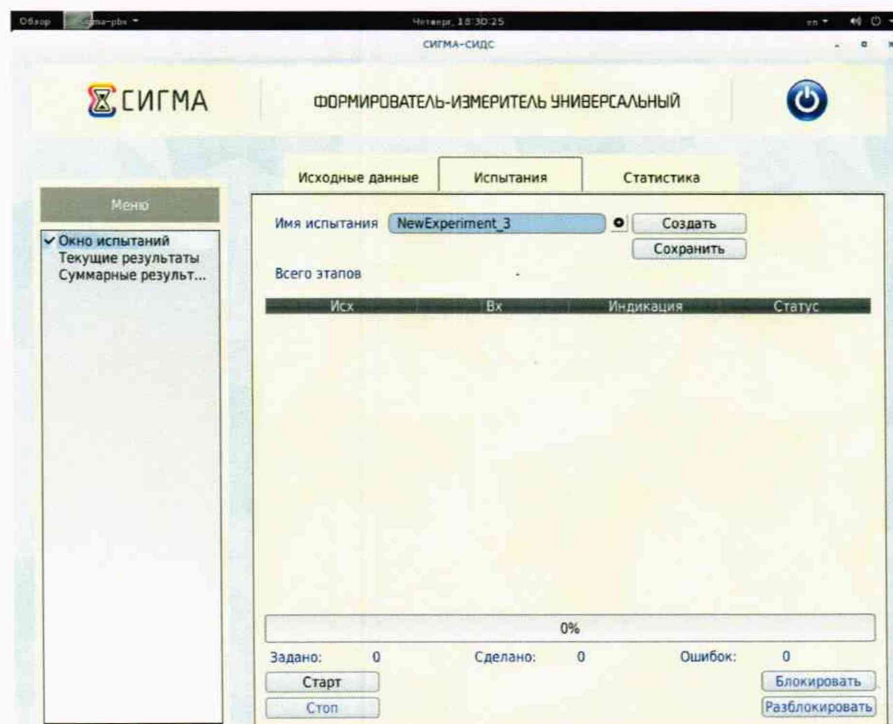 Обзор
Четверг, 18:30:25
en
СИГМА-СИДС
СИГМА
ФОРМИРОВАТЕЛЬ-ИЗМЕРИТЕЛЬ УНИВЕРСАЛЬНЫЙ
Исходные данные
Испытания
Статистика
Меню
Окно испытаний
Текущие результаты
Суммарные результ...
Имя испытания
NewExperiment_3
Создать
Сохранить
Всего этапов
Исх
Вх
Индикация
Статус
0%
Задано: 0
Сделано: 0
Ошибок: 0
Старт
Блокировать
Стоп
Разблокировать